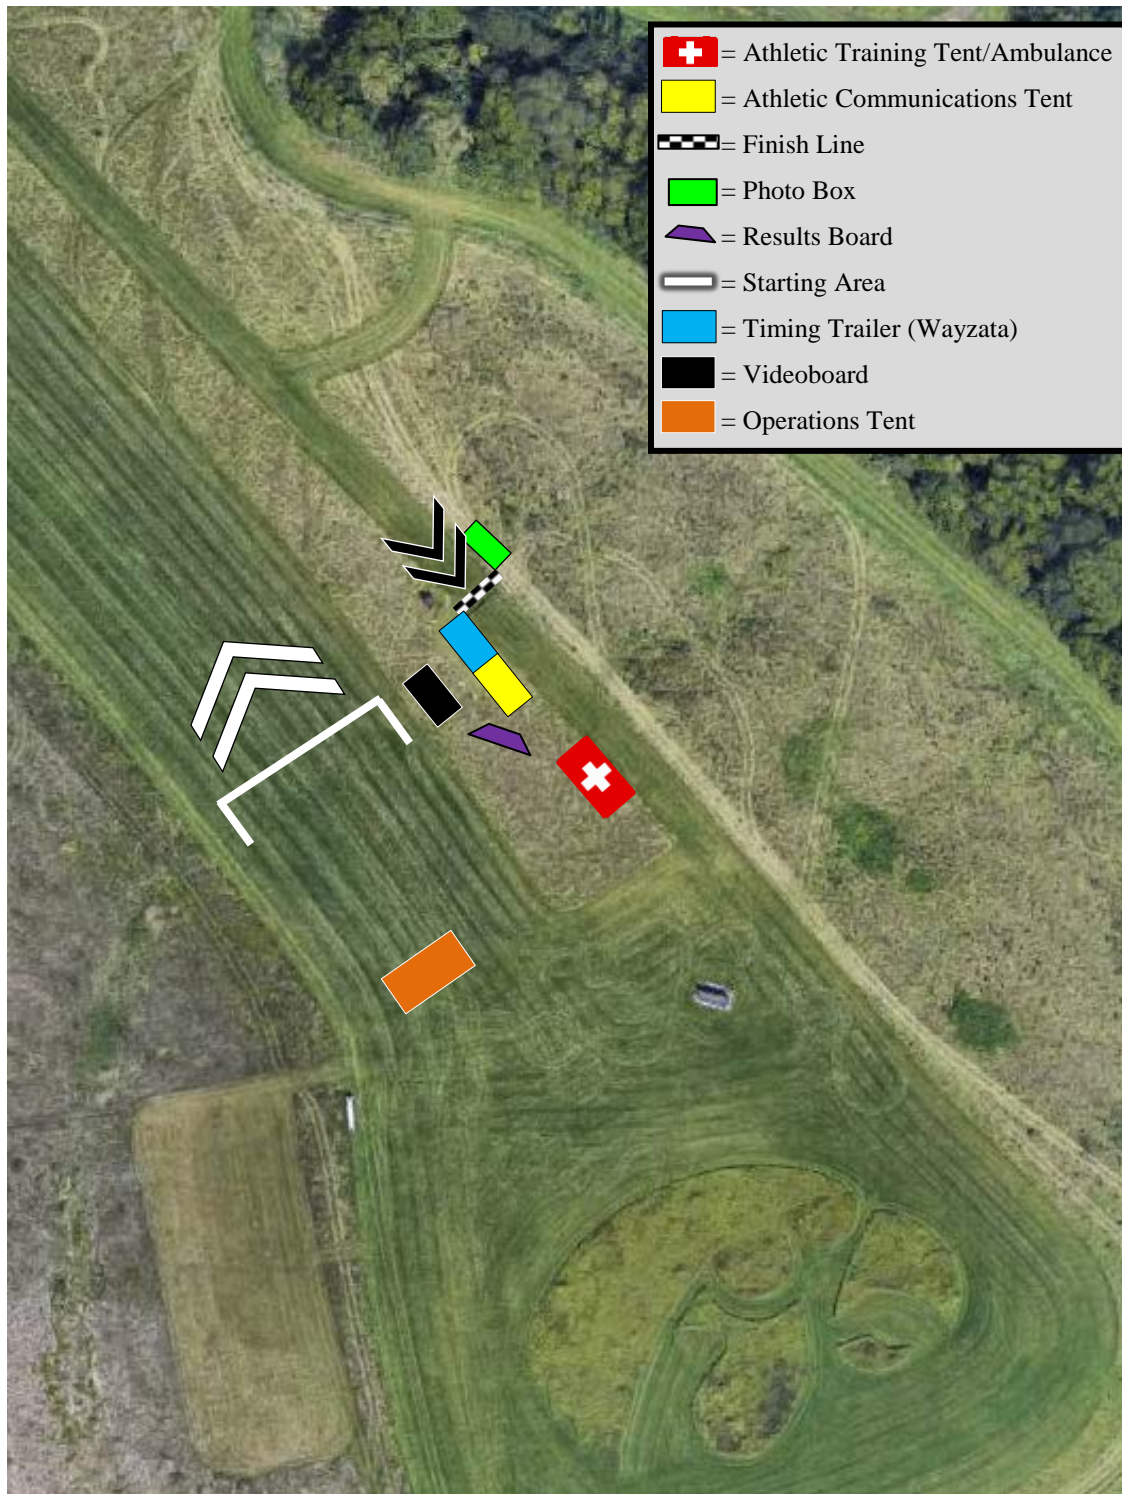 = Athletic Training Tent/Ambulance
= Athletic Communications Tent
= Finish Line
= Photo Box
= Results Board
= Starting Area
= Timing Trailer (Wayzata)
= Videoboard
= Operations Tent